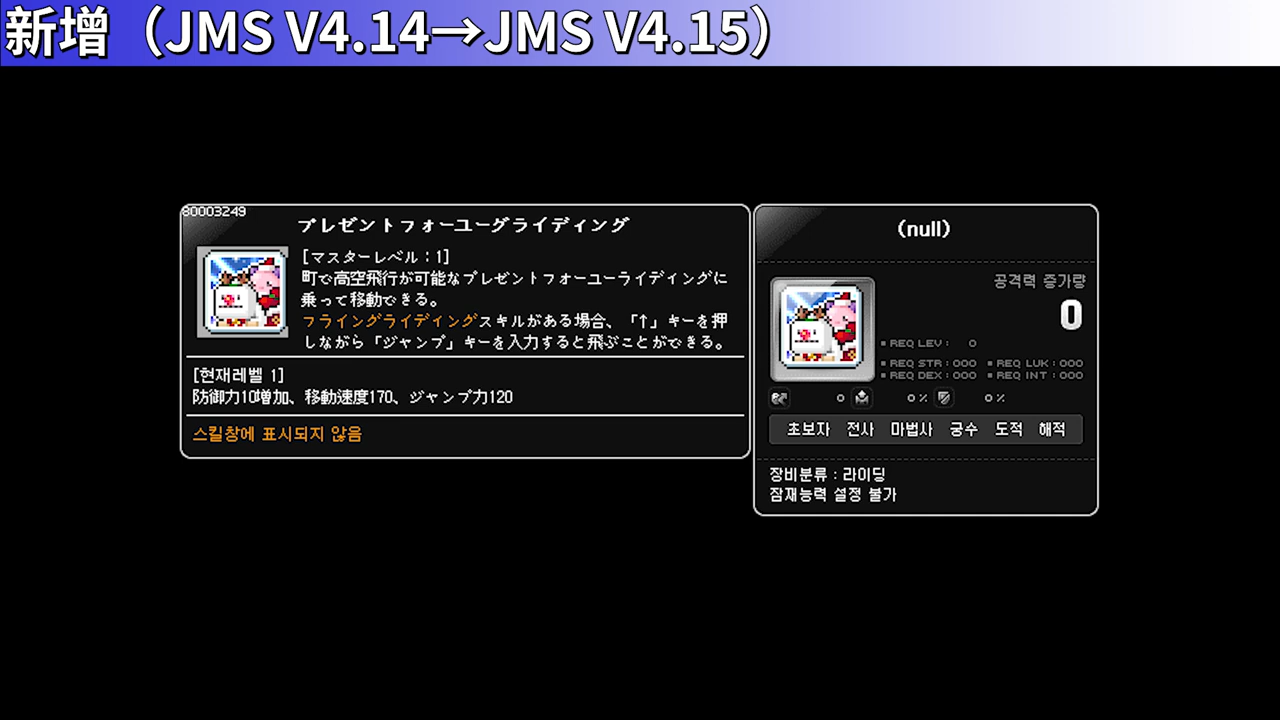 新增（JMS V4.14→JMS V4.15）
80003249
プレゼントフォーユーグライディング
[マスターレベル：1]
町で高空飛行が可能なプレゼントフォーユーライディングに
乗って移動できる。
フライングライディングスキルがある場合、「↑」キーを押
しながら「ジャンプ」キーを入力すると飛ぶことができる。
[현재레벨 1]
防御力10増加、移動速度170、ジャンプ力120
스킬창에 표시되지 않음
(null)
공격력 증가량
0
REQ LEV : 0
REQ STR : 000 REQ LUK : 000
REQ DEX : 000 REQ INT : 000
0 0 % 0 %
초보자 전사 마법사 궁수 도적 해적
장비분류 : 라이딩
잠재능력 설정 불가